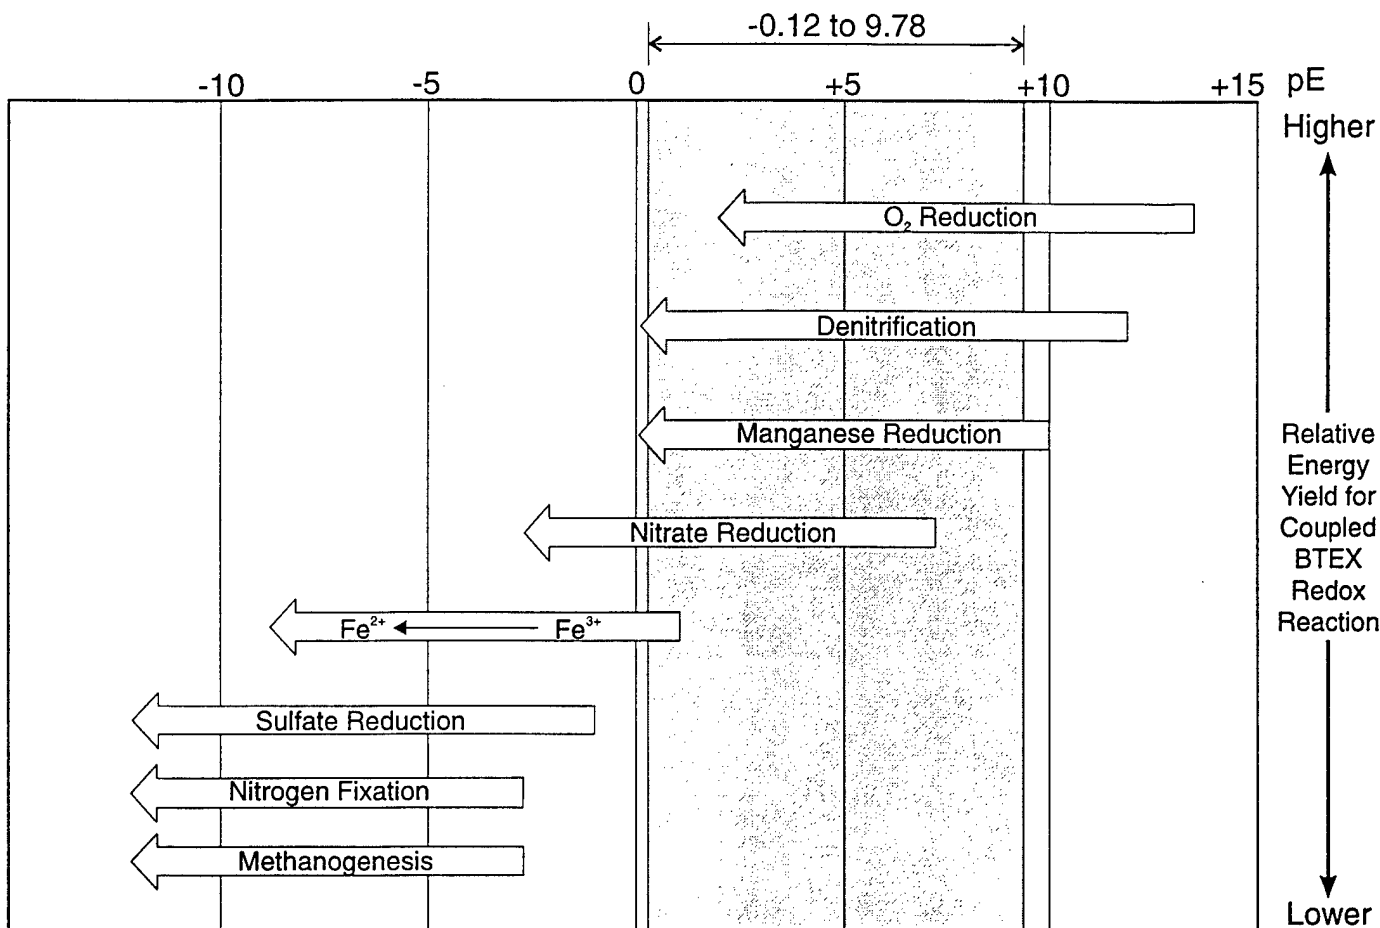 -0.12 to 9.78
-10 -5 0 +5 +10 +15 pE
Higher
O₂ Reduction
Denitrification
Manganese Reduction
Relative
Energy
Yield for
Coupled
BTEX
Redox
Reaction
Nitrate Reduction
Fe²⁺ Fe³⁺
Sulfate Reduction
Nitrogen Fixation
Methanogenesis
Lower